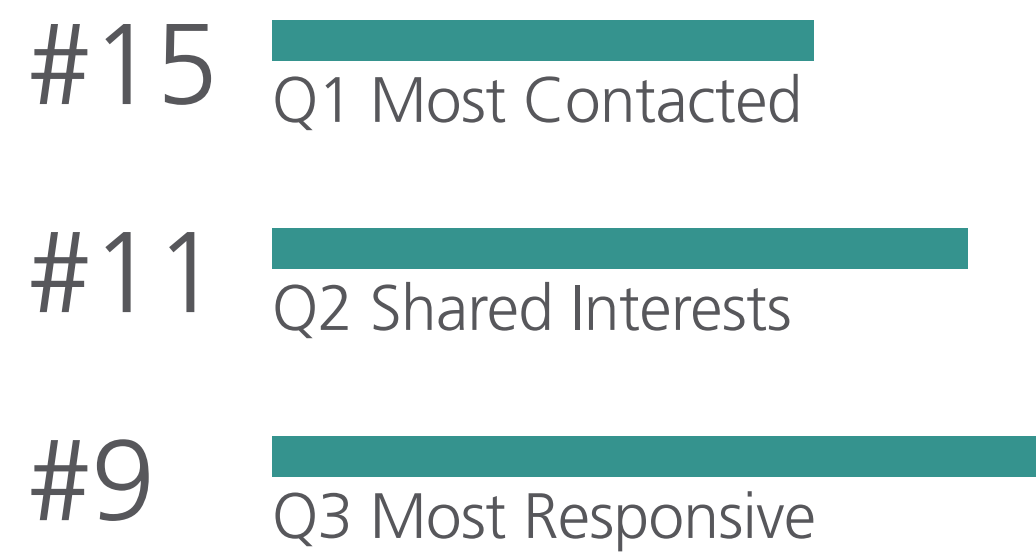 #15
Q1 Most Contacted
#11
Q2 Shared Interests
#9
Q3 Most Responsive